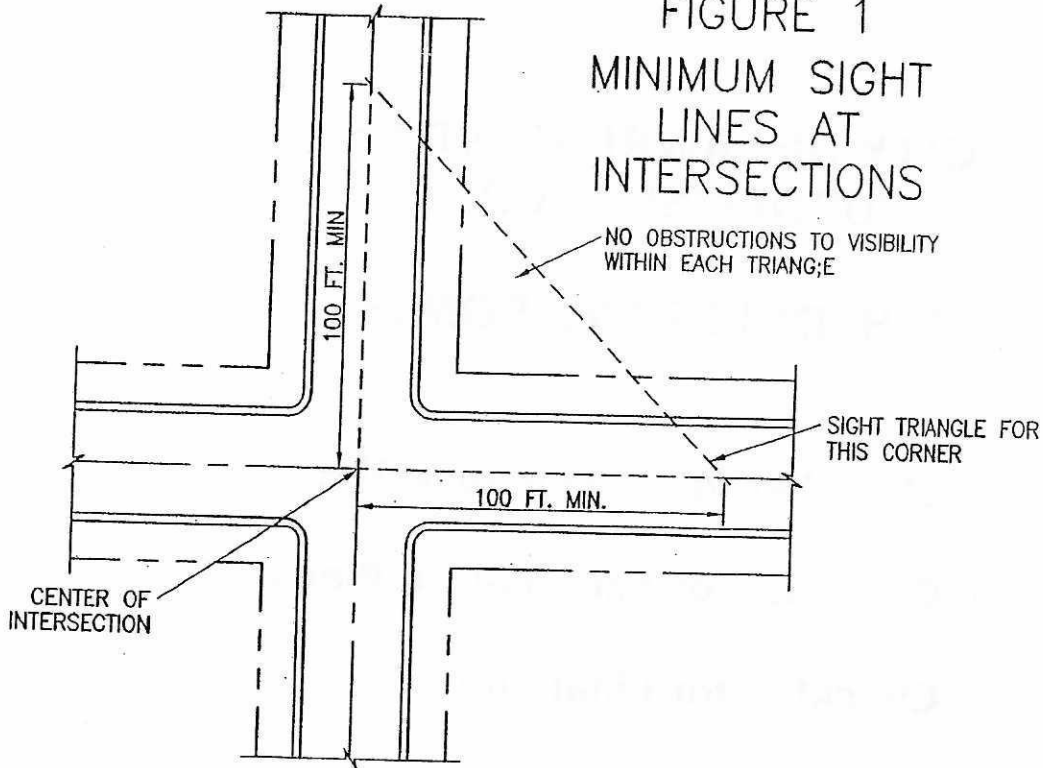 FIGURE 1
MINIMUM SIGHT
LINES AT
INTERSECTIONS
NO OBSTRUCTIONS TO VISIBILITY
WITHIN EACH TRIANG;E
100 FT. MIN
SIGHT TRIANGLE FOR
THIS CORNER
100 FT. MIN.
CENTER OF
INTERSECTION